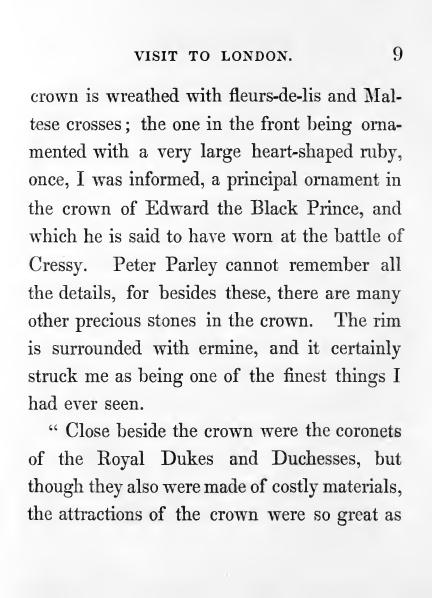 VISIT TO LONDON. 9
crown is wreathed with fleurs-de-lis and Mal-
tese crosses; the one in the front being orna-
mented with a very large heart-shaped ruby,
once, I was informed, a principal ornament in
the crown of Edward the Black Prince, and
which he is said to have worn at the battle of
Cressy. Peter Parley cannot remember all
the details, for besides these, there are many
other precious stones in the crown. The rim
is surrounded with ermine, and it certainly
struck me as being one of the finest things I
had ever seen.
“ Close beside the crown were the coronets
of the Royal Dukes and Duchesses, but
though they also were made of costly materials,
the attractions of the crown were so great as